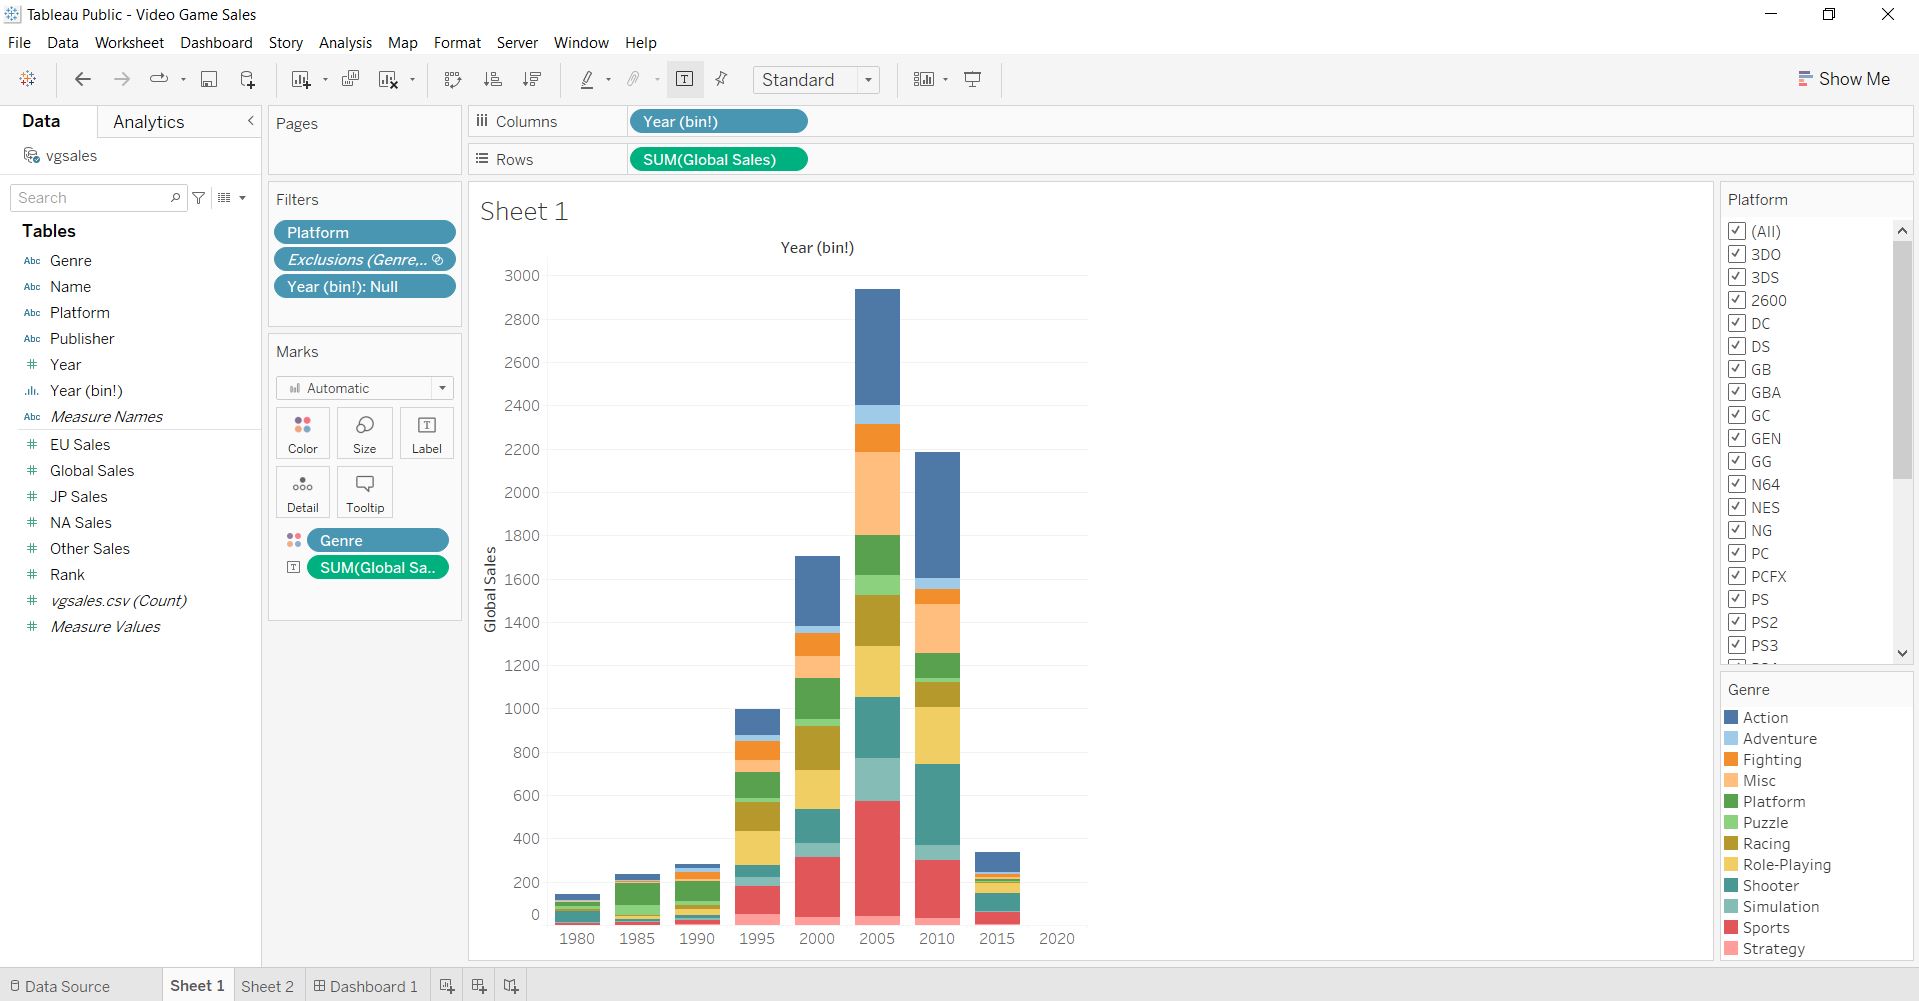 Tableau Public - Video Game Sales
File Data Worksheet Dashboard Story Analysis Map Format Server Window Help
T Standard Show Me
Data Analytics
vgsales
Search
Tables
Abc Genre
Abc Name
Abc Platform
Abc Publisher
# Year
Year (bin!)
Abc Measure Names
# EU Sales
# Global Sales
# JP Sales
# NA Sales
# Other Sales
# Rank
# vgsales.csv (Count)
# Measure Values
Pages
Filters
Platform
Exclusions (Genre,..
Year (bin!): Null
Marks
Automatic
Color Size T Label
Detail Tooltip
Genre
T SUM(Global Sa..
Columns Year (bin!)
Rows SUM(Global Sales)
Sheet 1
Year (bin!)
Global Sales
3000
2800
2600
2400
2200
2000
1800
1600
1400
1200
1000
800
600
400
200
0
1980 1985 1990 1995 2000 2005 2010 2015 2020
Platform
(All)
3DO
3DS
2600
DC
DS
GB
GBA
GC
GEN
GG
N64
NES
NG
PC
PCFX
PS
PS2
PS3
Genre
Action
Adventure
Fighting
Misc
Platform
Puzzle
Racing
Role-Playing
Shooter
Simulation
Sports
Strategy
Data Source Sheet 1 Sheet 2 Dashboard 1